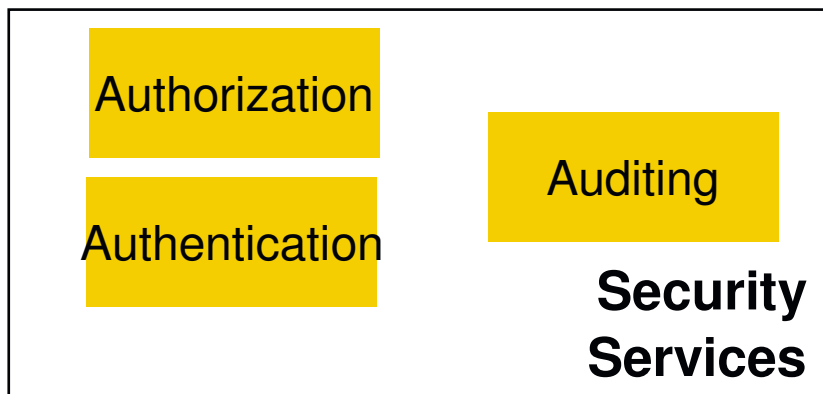 Authorization
Authentication
Auditing
Security
Services